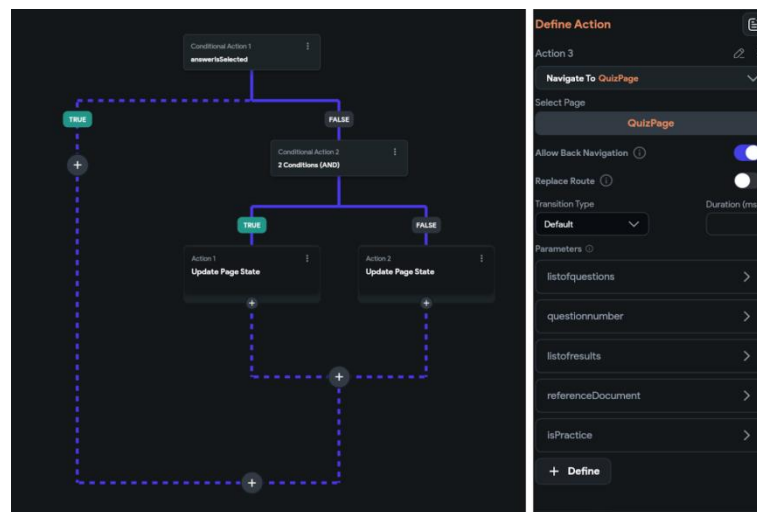 Conditional Action 1
answerIsSelected
TRUE
FALSE
Conditional Action 2
2 Conditions (AND)
TRUE
FALSE
Action 1
Update Page State
Action 2
Update Page State
Define Action
Action 3
Navigate To QuizPage
Select Page
QuizPage
Allow Back Navigation
Replace Route
Transition Type
Duration (ms
Default
Parameters
listofquestions
questionnumber
listofresults
referenceDocument
isPractice
+ Define